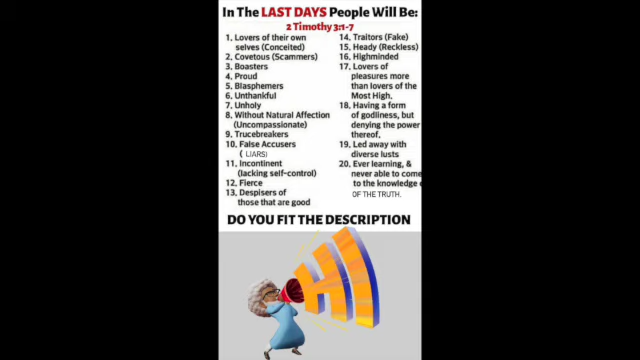 In The LAST DAYS People Will Be:
2 Timothy 3:1-7
1. Lovers of their own
selves (Conceited)
2. Covetous (Scammers)
3. Boasters
4. Proud
5. Blasphemers
6. Unthankful
7. Unholy
8. Without Natural Affection
(Uncompassionate)
9. Trucebreakers
10. False Accusers
( LIARS)
11. Incontinent
(lacking self-control)
12. Fierce
13. Despisers of
those that are good
14. Traitors (Fake)
15. Heady (Reckless)
16. Highminded
17. Lovers of
pleasures more
than lovers of the
Most High.
18. Having a form
of godliness, but
denying the power
thereof.
19. Led away with
diverse lusts
20. Ever learning, &
never able to come
to the knowledge
OF THE TRUTH.
DO YOU FIT THE DESCRIPTION